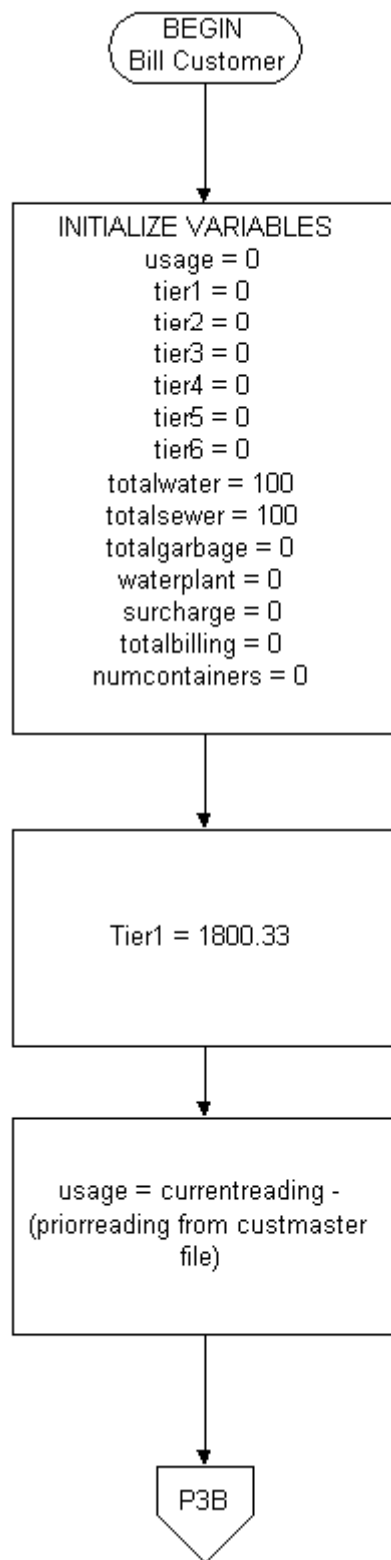 BEGIN
Bill Customer
INITIALIZE VARIABLES
usage = 0
tier1 = 0
tier2 = 0
tier3 = 0
tier4 = 0
tier5 = 0
tier6 = 0
totalwater = 100
totalsewer = 100
totalgarbage = 0
waterplant = 0
surcharge = 0
totalbilling = 0
numcontainers = 0
Tier1 = 1800.33
usage = currentreading -
(priorreading from custmaster
file)
P3B